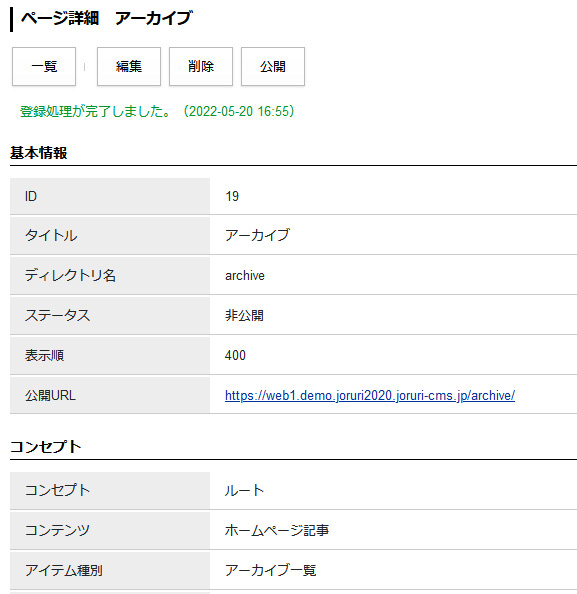 ページ詳細　アーカイブ
一覧 | 編集 削除 公開
登録処理が完了しました。（2022-05-20 16:55）
基本情報
ID 19
タイトル アーカイブ
ディレクトリ名 archive
ステータス 非公開
表示順 400
公開URL https://web1.demo.joruri2020.joruri-cms.jp/archive/
コンセプト
コンセプト ルート
コンテンツ ホームページ記事
アイテム種別 アーカイブ一覧